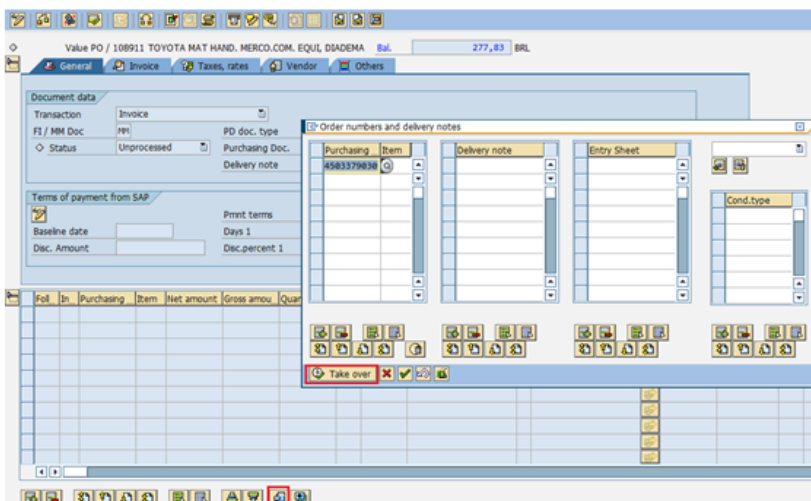 Value PO / 108911 TOYOTA MAT HAND. MERCO.COM. EQUI, DIADEMA Bal. 277,83 BRL
General Invoice Taxes, rates Vendor Others
Document data
Transaction Invoice
FI / MM Doc MM PD doc. type
Status Unprocessed Purchasing Doc.
Delivery note
Terms of payment from SAP
Pmnt terms
Baseline date Days 1
Disc. Amount Disc.percent 1
Order numbers and delivery notes
Purchasing Item Delivery note Entry Sheet
4503379030
Cond.type
Foll In Purchasing Item Net amount Gross amou Quan
Take over